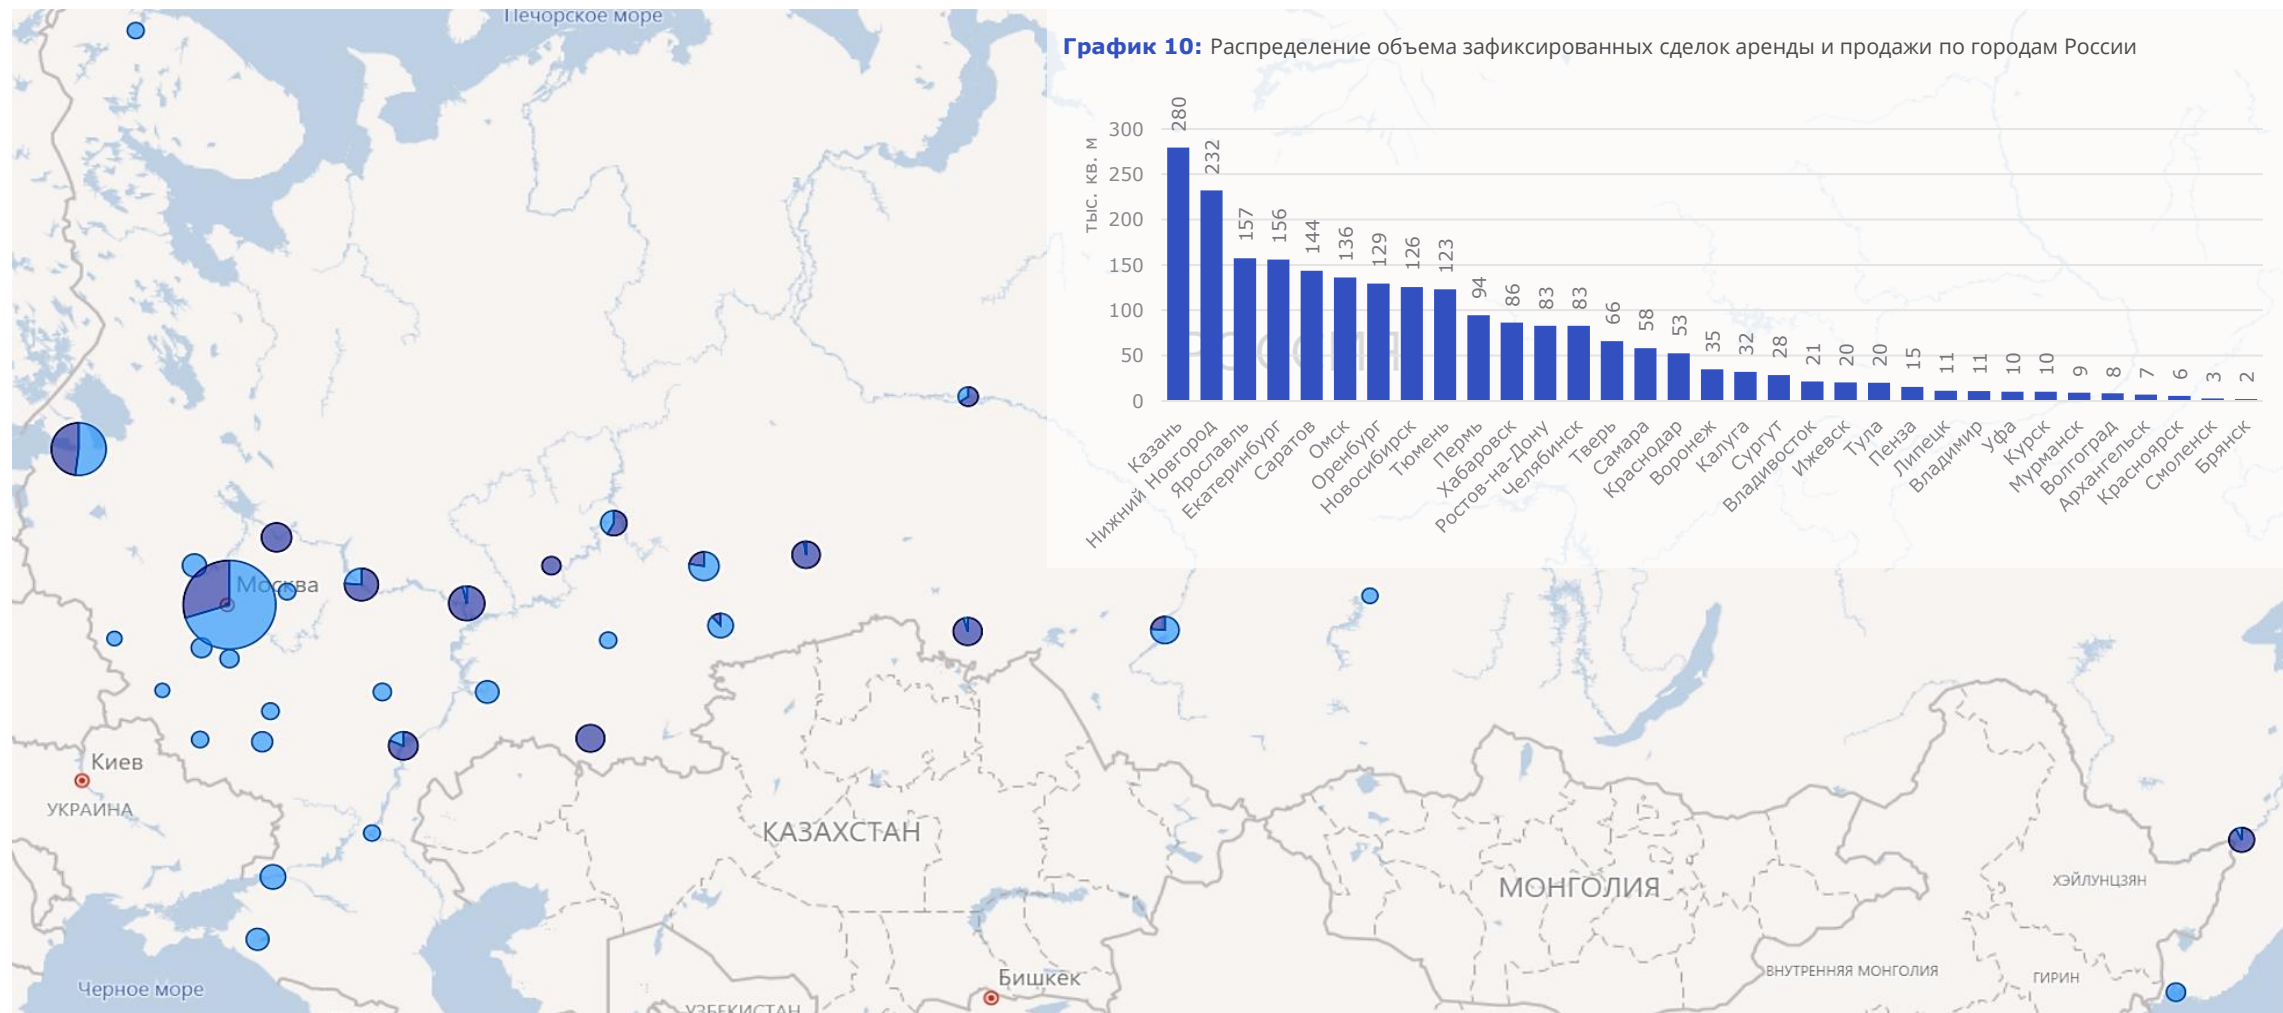 Печорское море
График 10: Распределение объема зафиксированных сделок аренды и продажи по городам России
тыс. кв. м
300
250
200
150
100
50
0
280
232
157
156
144
136
129
126
123
94
86
83
83
66
58
53
35
32
28
21
20
20
15
11
11
10
10
9
8
7
6
3
2
РОССИЯ
Казань
Нижний Новгород
Ярославль
Екатеринбург
Саратов
Омск
Оренбург
Новосибирск
Тюмень
Пермь
Хабаровск
Ростов-на-Дону
Челябинск
Тверь
Самара
Краснодар
Воронеж
Калуга
Сургут
Владивосток
Ижевск
Тула
Пенза
Липецк
Владимир
Уфа
Курск
Мурманск
Волгоград
Архангельск
Красноярск
Смоленск
Брянск
Москва
Киев
УКРАИНА
КАЗАХСТАН
МОНГОЛИЯ
ХЭЙЛУНЦЗЯН
ВНУТРЕННЯЯ МОНГОЛИЯ
ГИРИН
Бишкек
Черное море
УЗБЕКИСТАН